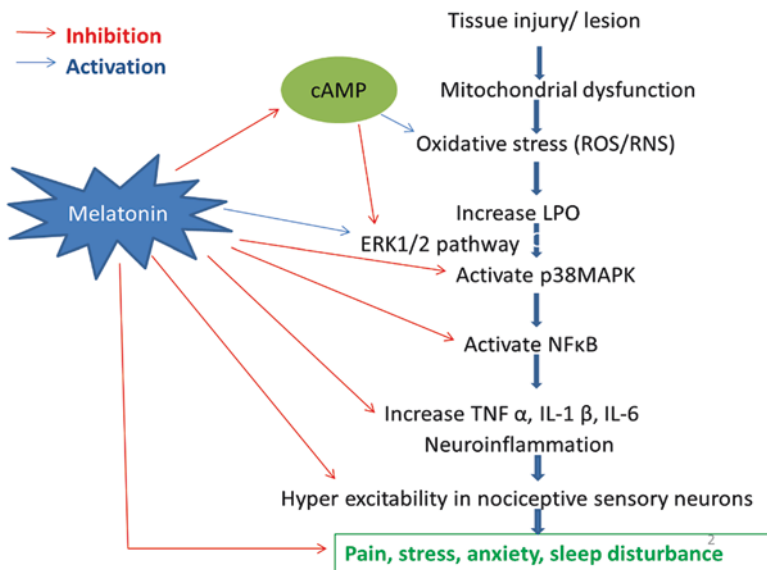 Tissue injury/ lesion
Inhibition
Activation
cAMP
Mitochondrial dysfunction
Oxidative stress (ROS/RNS)
Melatonin
Increase LPO
ERK1/2 pathway
Activate p38MAPK
Activate NFκB
Increase TNF α, IL-1 β, IL-6
Neuroinflammation
Hyper excitability in nociceptive sensory neurons
2
Pain, stress, anxiety, sleep disturbance